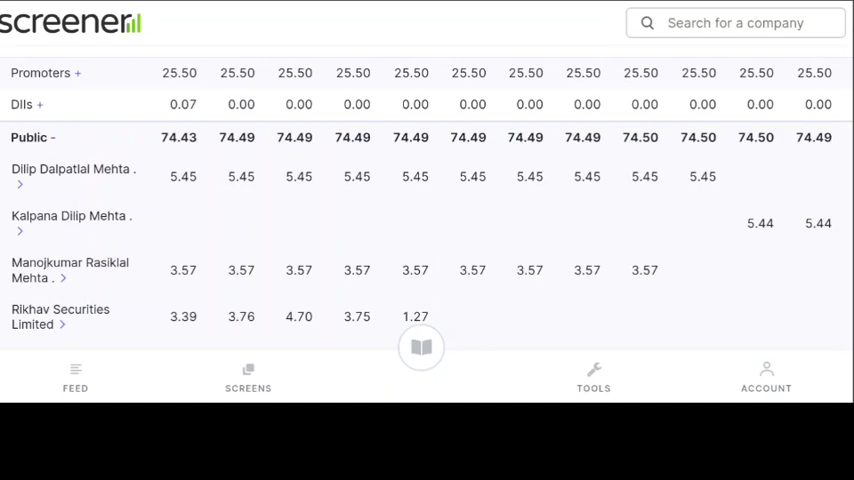 screener
Search for a company
Promoters + 25.50 25.50 25.50 25.50 25.50 25.50 25.50 25.50 25.50 25.50 25.50 25.50
DIIs + 0.07 0.00 0.00 0.00 0.00 0.00 0.00 0.00 0.00 0.00 0.00 0.00
Public - 74.43 74.49 74.49 74.49 74.49 74.49 74.49 74.49 74.50 74.50 74.50 74.49
Dilip Dalpatlal Mehta . 5.45 5.45 5.45 5.45 5.45 5.45 5.45 5.45 5.45 5.45
>
Kalpana Dilip Mehta . 5.44 5.44
>
Manojkumar Rasiklal
Mehta . > 3.57 3.57 3.57 3.57 3.57 3.57 3.57 3.57 3.57
Rikhav Securities
Limited > 3.39 3.76 4.70 3.75 1.27
FEED SCREENS TOOLS ACCOUNT